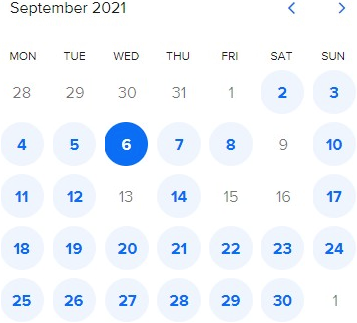 September 2021
MON TUE WED THU FRI SAT SUN
28 29 30 31 1 2 3
4 5 6 7 8 9 10
11 12 13 14 15 16 17
18 19 20 21 22 23 24
25 26 27 28 29 30 1